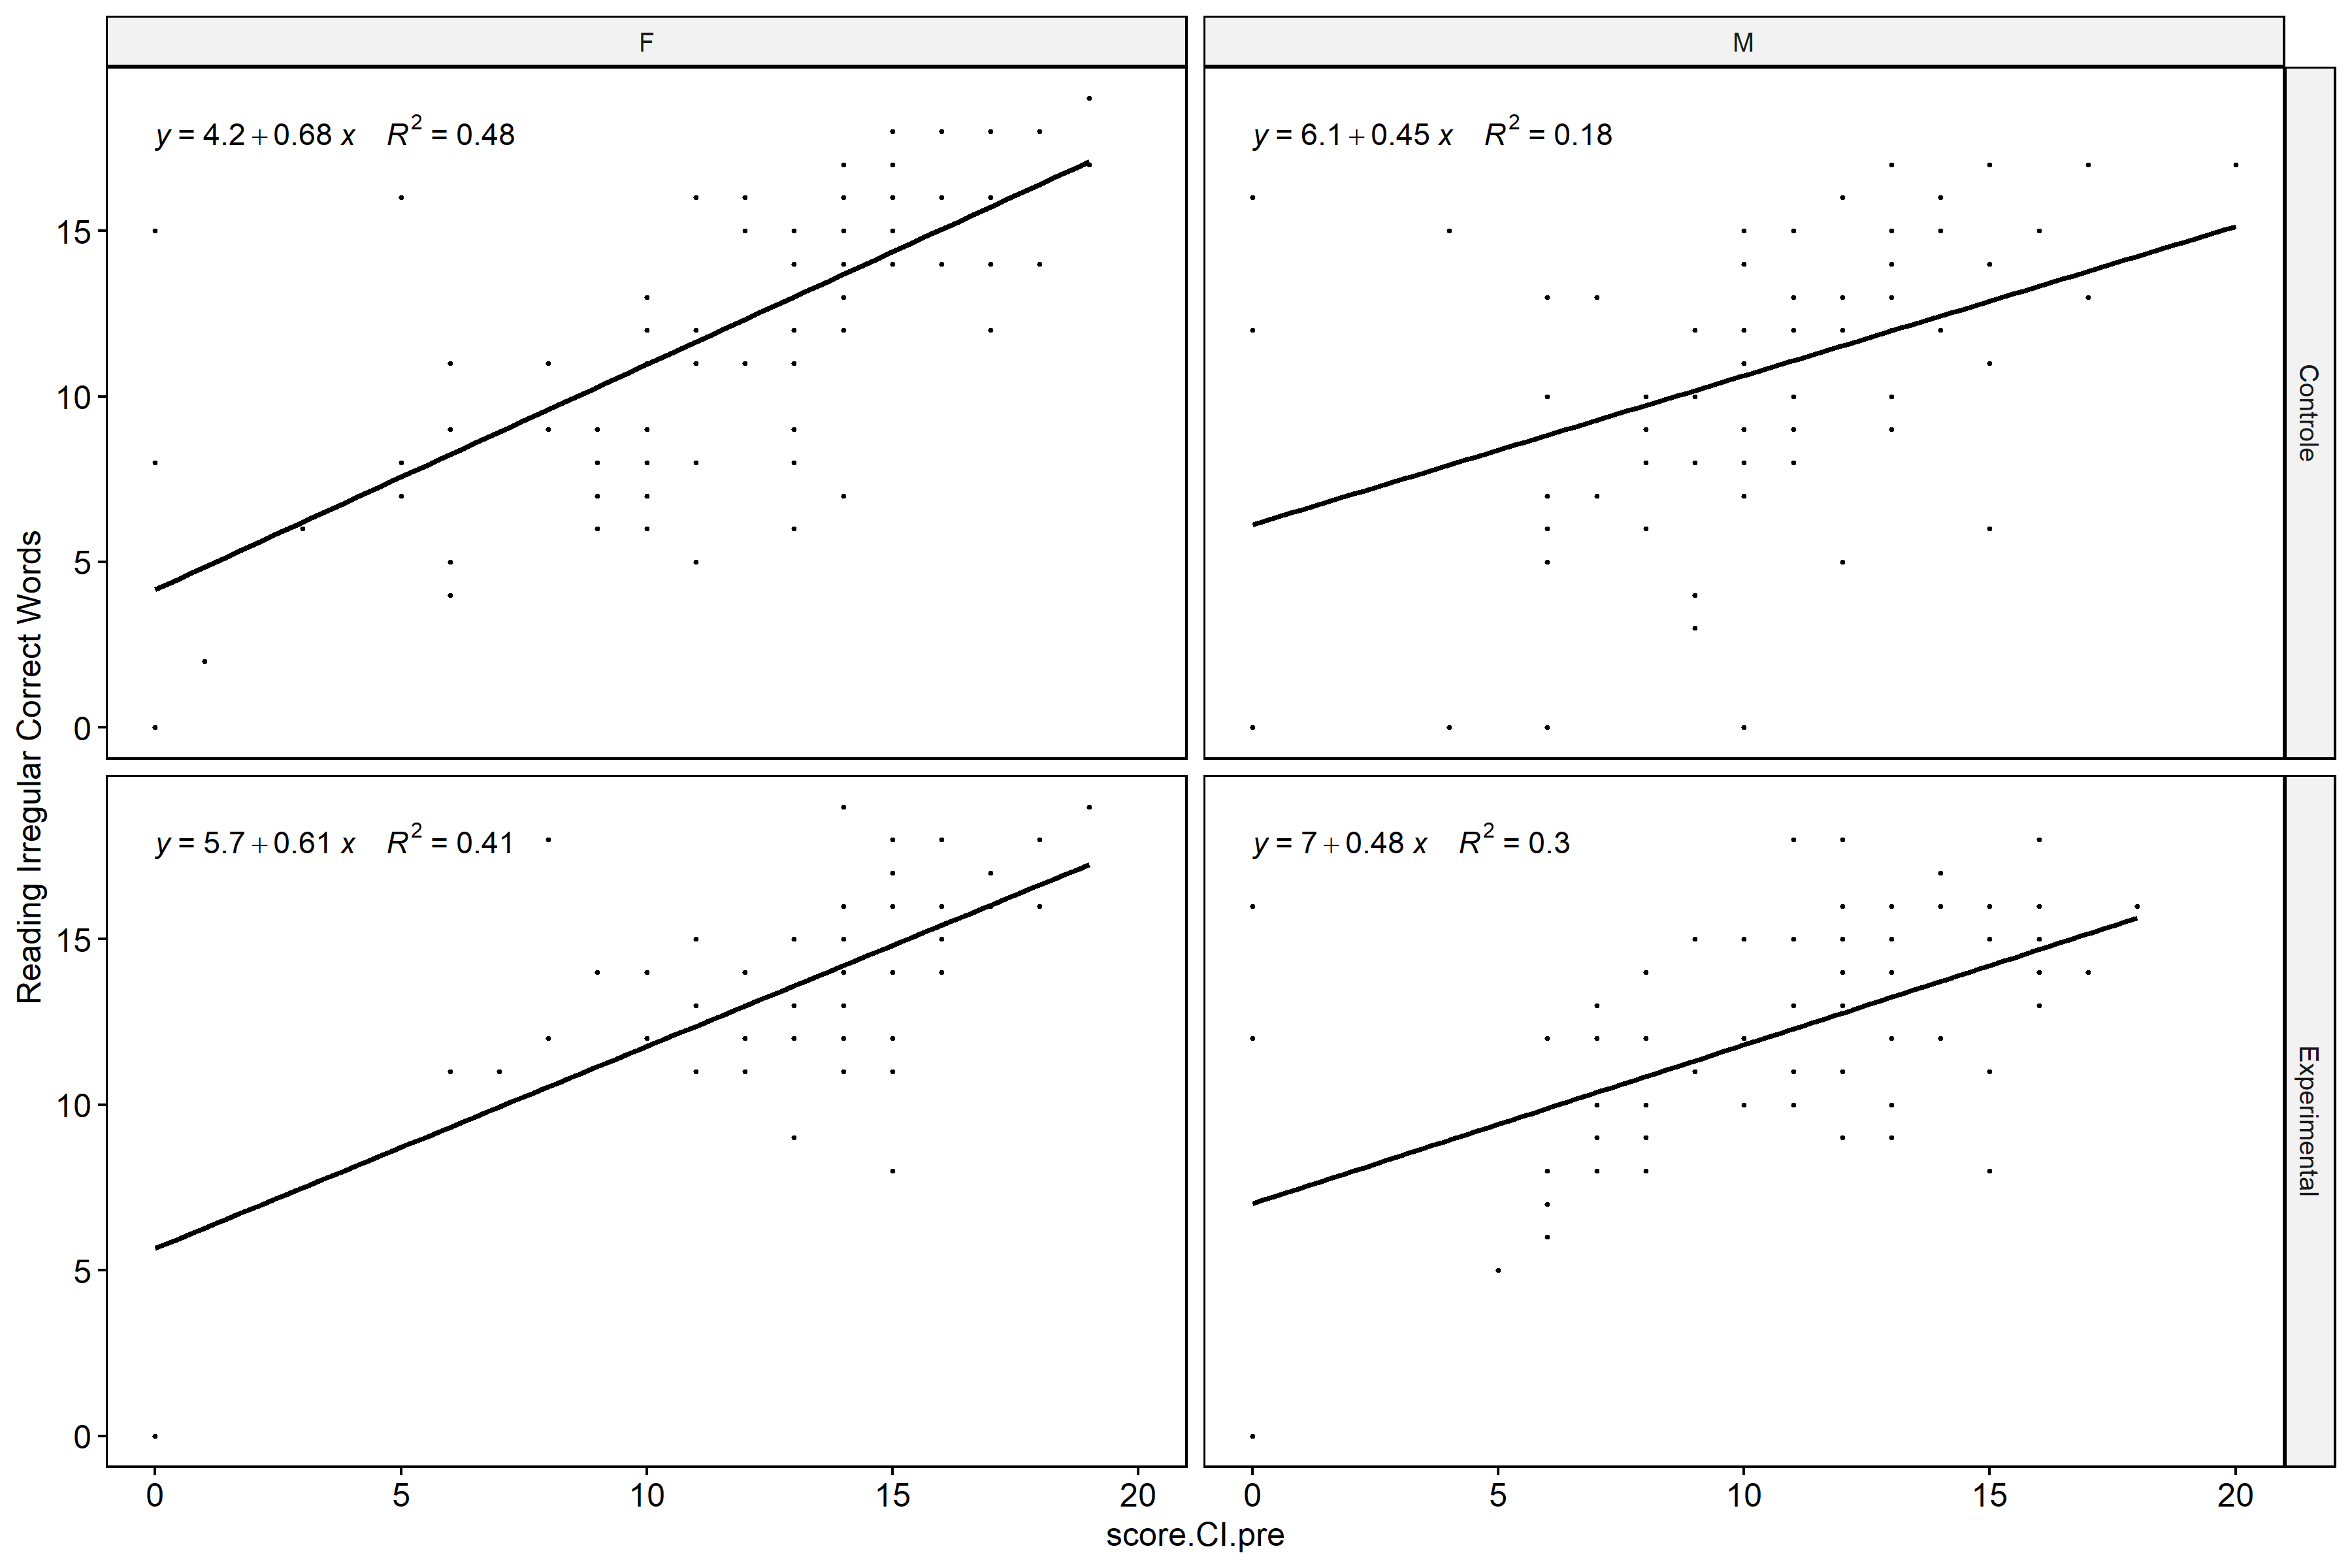 F
M
y = 4.2 + 0.68 x R² = 0.48
y = 6.1 + 0.45 x R² = 0.18
15
10
5
0
Controle
Reading Irregular Correct Words
y = 5.7 + 0.61 x R² = 0.41
y = 7 + 0.48 x R² = 0.3
15
10
5
0
Experimental
0 5 10 15 20
0 5 10 15 20
score.CI.pre